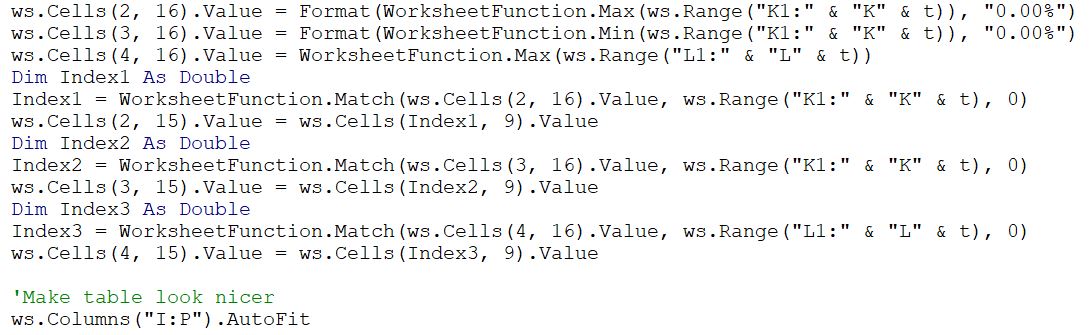 ws.Cells(2, 16).Value = Format(WorksheetFunction.Max(ws.Range("K1:" & "K" & t)), "0.00%")
ws.Cells(3, 16).Value = Format(WorksheetFunction.Min(ws.Range("K1:" & "K" & t)), "0.00%")
ws.Cells(4, 16).Value = WorksheetFunction.Max(ws.Range("L1:" & "L" & t))
Dim Index1 As Double
Index1 = WorksheetFunction.Match(ws.Cells(2, 16).Value, ws.Range("K1:" & "K" & t), 0)
ws.Cells(2, 15).Value = ws.Cells(Index1, 9).Value
Dim Index2 As Double
Index2 = WorksheetFunction.Match(ws.Cells(3, 16).Value, ws.Range("K1:" & "K" & t), 0)
ws.Cells(3, 15).Value = ws.Cells(Index2, 9).Value
Dim Index3 As Double
Index3 = WorksheetFunction.Match(ws.Cells(4, 16).Value, ws.Range("L1:" & "L" & t), 0)
ws.Cells(4, 15).Value = ws.Cells(Index3, 9).Value
'Make table look nicer
ws.Columns("I:P").AutoFit